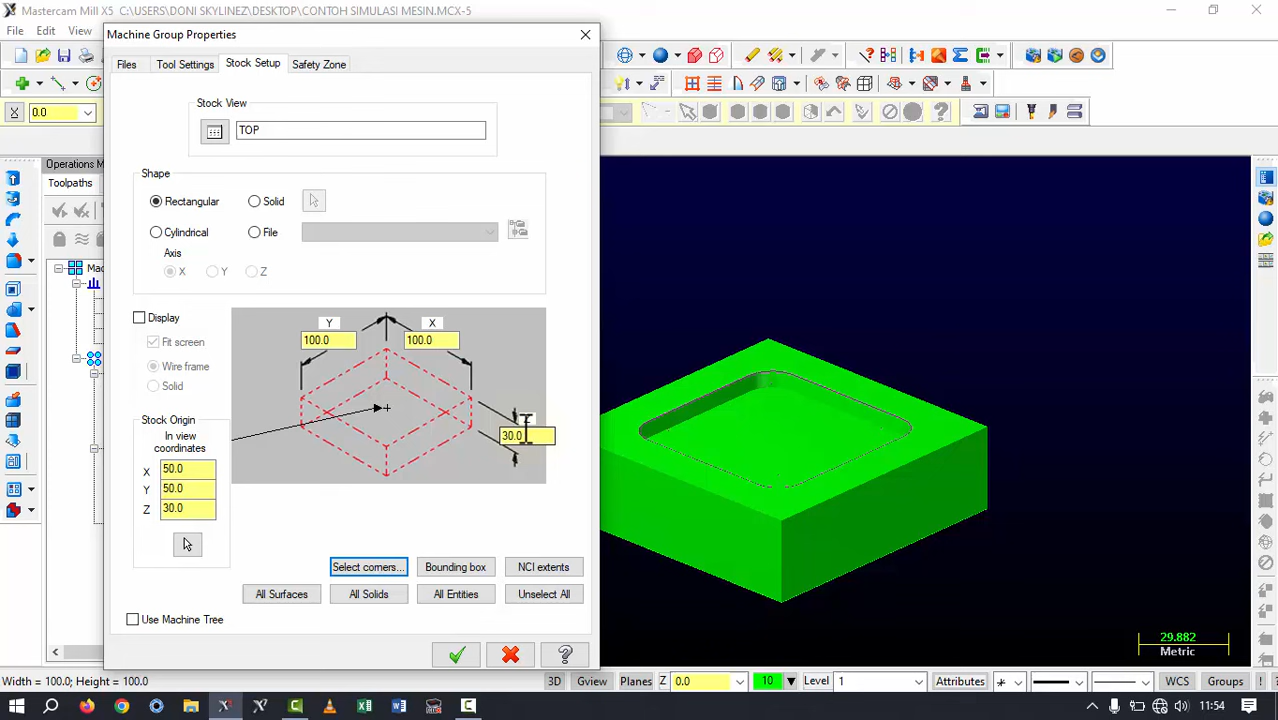 Mastercam Mill X5 C:\USERS\DONI SKYLINEZ\DESKTOP\CONTOH SIMULASI MESIN.MCX-5
File Edit View
Machine Group Properties
Files Tool Settings Stock Setup Safety Zone
0.0
Operations M
Toolpaths
Mac
Stock View
TOP
Shape
Rectangular Solid
Cylindrical File
Axis
X Y Z
Display
Fit screen
Wire frame
Solid
Y X
100.0 100.0
30.0
Stock Origin
In view
coordinates
X 50.0
Y 50.0
Z 30.0
Select corners... Bounding box NCI extents
All Surfaces All Solids All Entities Unselect All
Use Machine Tree
29.882
Metric
Width = 100.0; Height = 100.0
3D Gview Planes Z 0.0 10 Level 1 Attributes WCS Groups ! ?
11:54